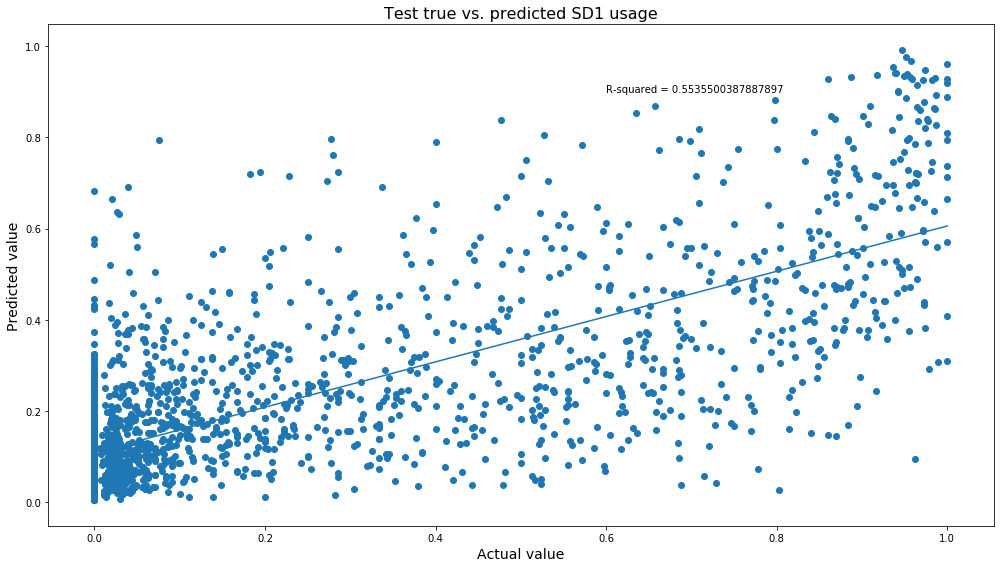 Test true vs. predicted SD1 usage
R-squared = 0.5535500387887897
Predicted value
1.0
0.8
0.6
0.4
0.2
0.0
0.0 0.2 0.4 0.6 0.8 1.0
Actual value